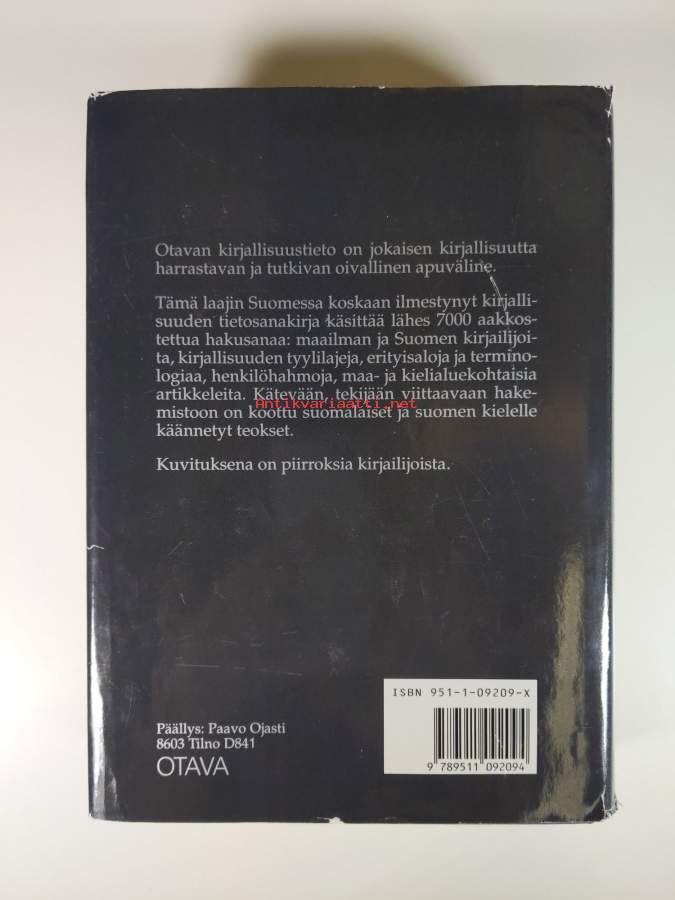 Otavan kirjallisuustieto on jokaisen kirjallisuutta
harrastavan ja tutkivan oivallinen apuväline.
Tämä laajin Suomessa koskaan ilmestynyt kirjalli-
suuden tietosanakirja käsittää lähes 7000 aakkos-
tettua hakusanaa: maailman ja Suomen kirjailijoi-
ta, kirjallisuuden tyylilajeja, erityisaloja ja termino-
logiaa, henkilöhahmoja, maa- ja kielialuekohtaisia
artikkeleita. Kätevään, tekijään viittaavaan hake-
Antikvariaatti.net
mistoon on koottu suomalaiset ja suomen kielelle
käännetyt teokset.
Kuvituksena on piirroksia kirjailijoista.
ISBN 951-1-09209-X
Päällys: Paavo Ojasti
8603 Tilno D841
OTAVA
9 789511 092094